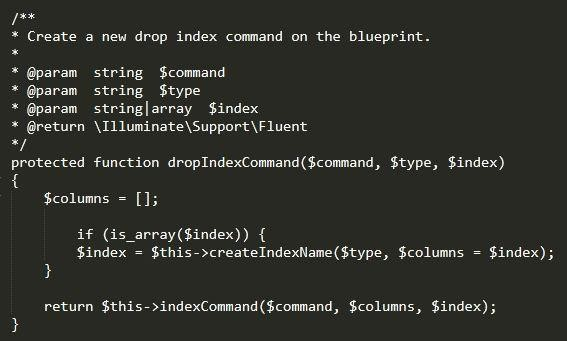 /**
* Create a new drop index command on the blueprint.
*
* @param  string  $command
* @param  string  $type
* @param  string|array  $index
* @return \Illuminate\Support\Fluent
*/
protected function dropIndexCommand($command, $type, $index)
{
    $columns = [];

        if (is_array($index)) {
        $index = $this->createIndexName($type, $columns = $index);
    }

    return $this->indexCommand($command, $columns, $index);
}